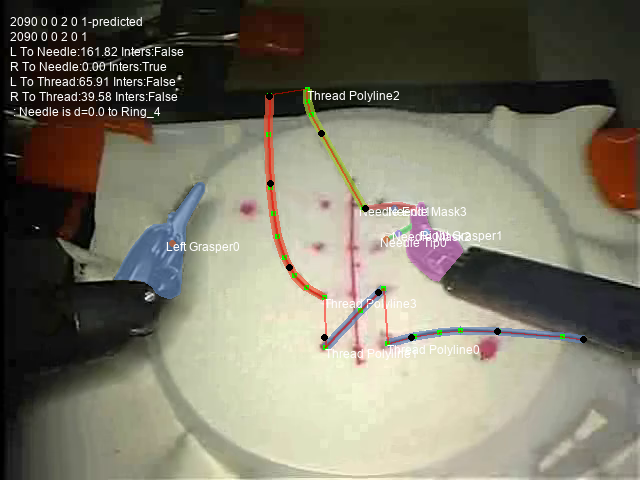 2090 0 0 2 0 1-predicted
2090 0 0 2 0 1
L To Needle:161.82 Inters:False
R To Needle:0.00 Inters:True
L To Thread:65.91 Inters:False
R To Thread:39.58 Inters:False
: Needle is d=0.0 to Ring_4
Thread Polyline2
Mask3
Grasper1
Needle Tip0
Left Grasper0
Thread Polyline3
Thread Polyline0